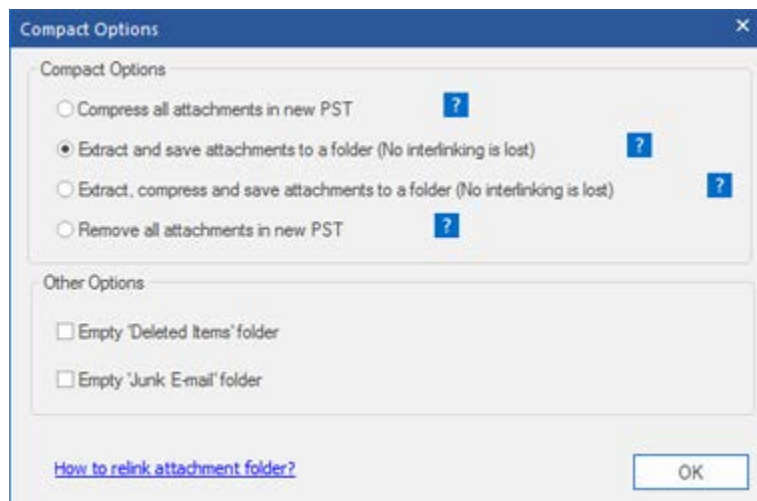 Compact Options
Compact Options
Compress all attachments in new PST ?
Extract and save attachments to a folder (No interlinking is lost) ?
Extract, compress and save attachments to a folder (No interlinking is lost) ?
Remove all attachments in new PST ?
Other Options
Empty 'Deleted Items' folder
Empty 'Junk E-mail' folder
How to relink attachment folder?
OK